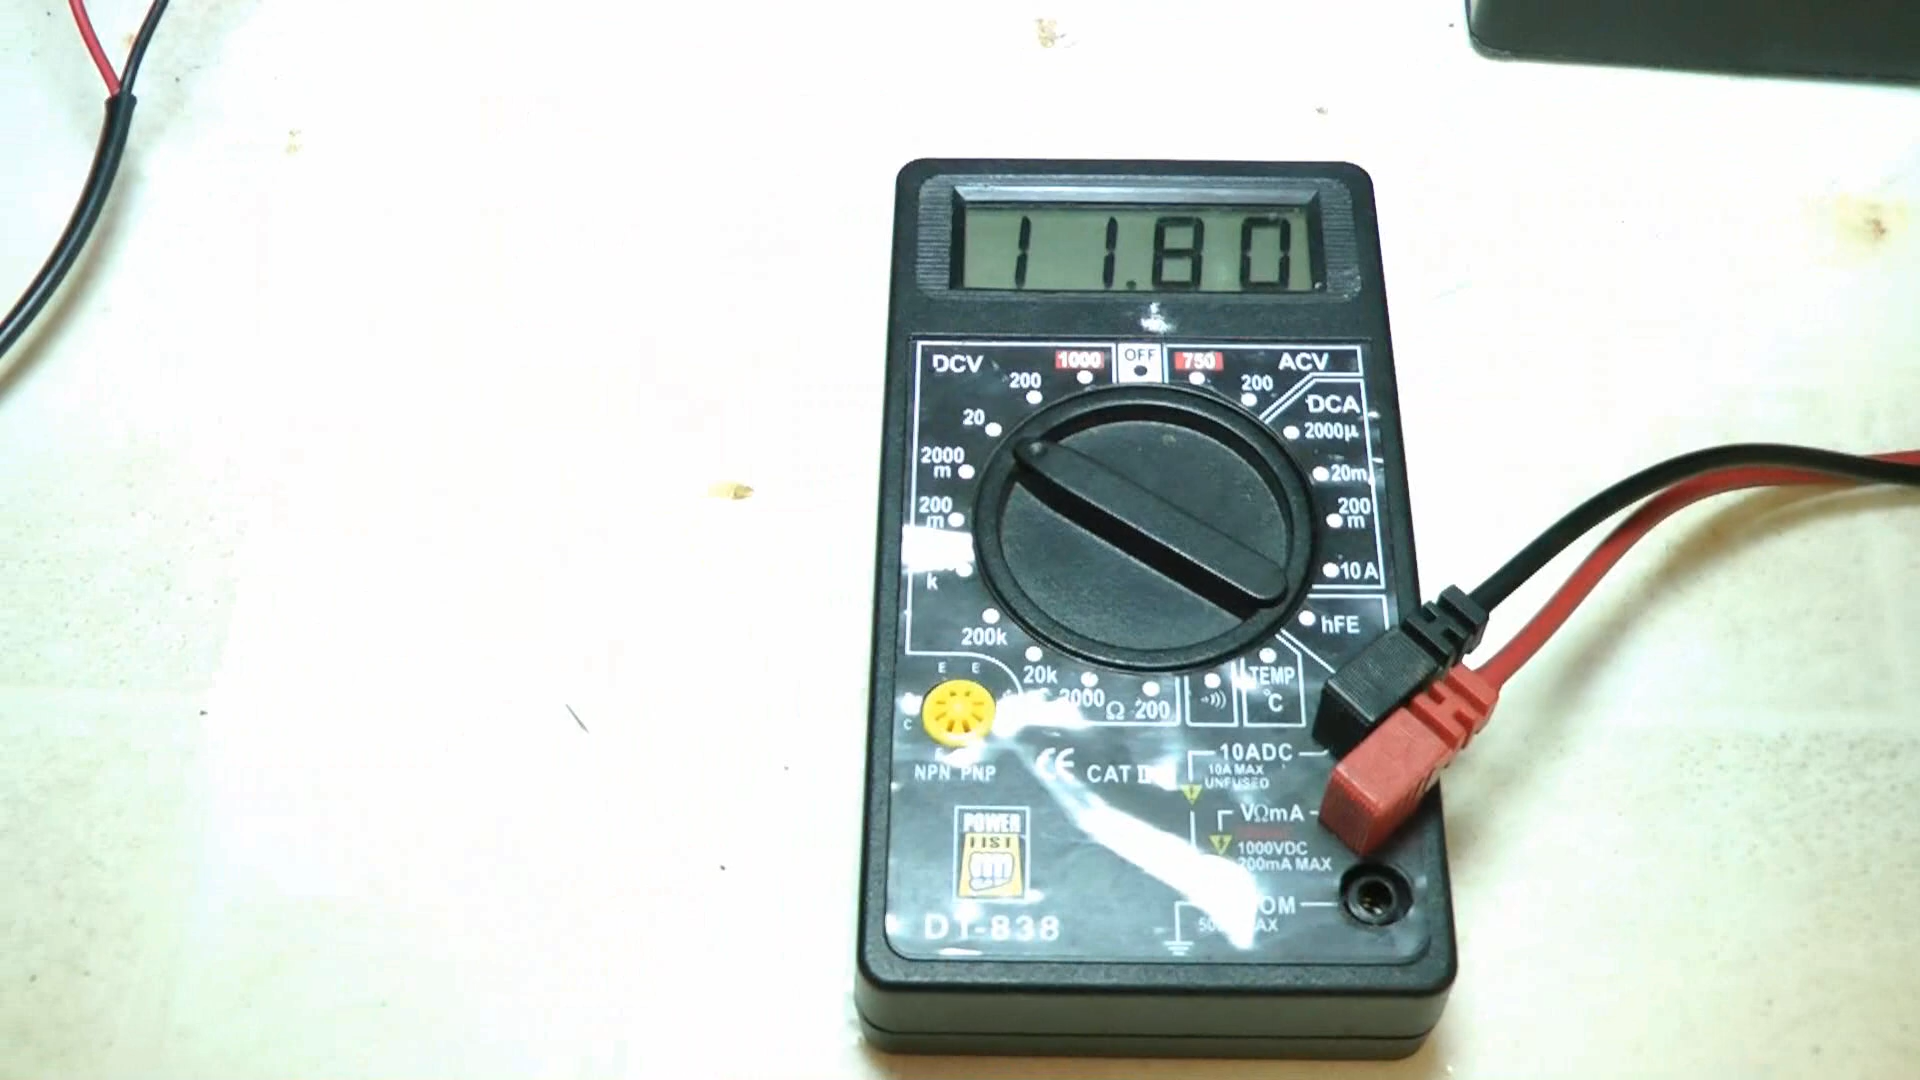 11.80
DCV
1000
OFF
750
ACV
200
200
DCA
20
2000µ
2000
m
20m
200
m
200
m
10A
k
hFE
200k
20k
2000
Ω
200
TEMP
°C
E E
C
NPN PNP
CE CAT II
10ADC
10A MAX
UNFUSED
VΩmA
1000VDC
200mA MAX
POWER
FIST
DT-838